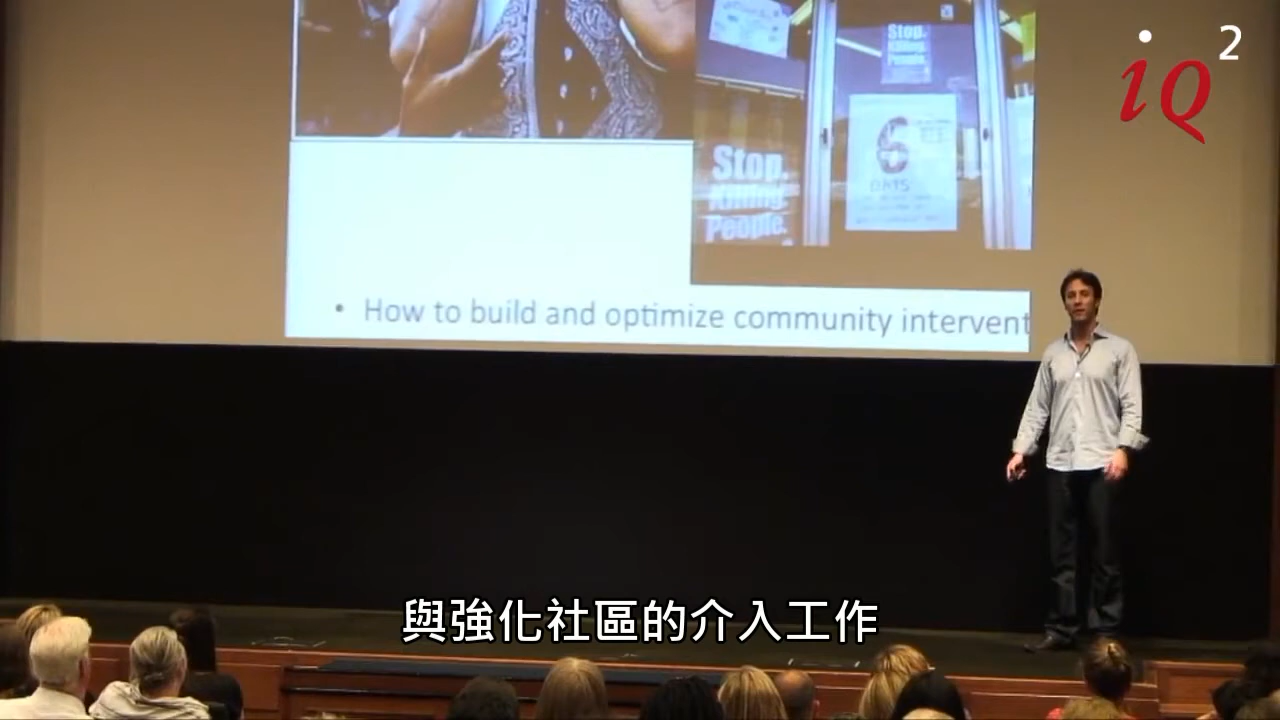 iQ2
Stop.
Killing
People.
6
Stop.
Killing
People.
• How to build and optimize community intervent
與強化社區的介入工作